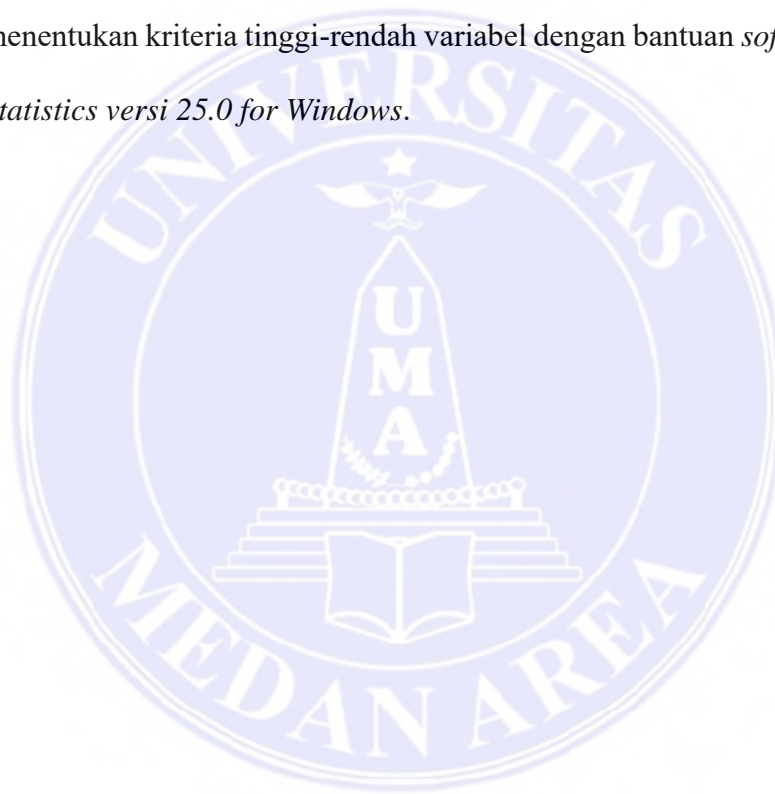 menentukan kriteria tinggi-rendah variabel dengan bantuan sof
tatistics versi 25.0 for Windows.
UNIVERSITAS
U
M
A
MEDAN AREA